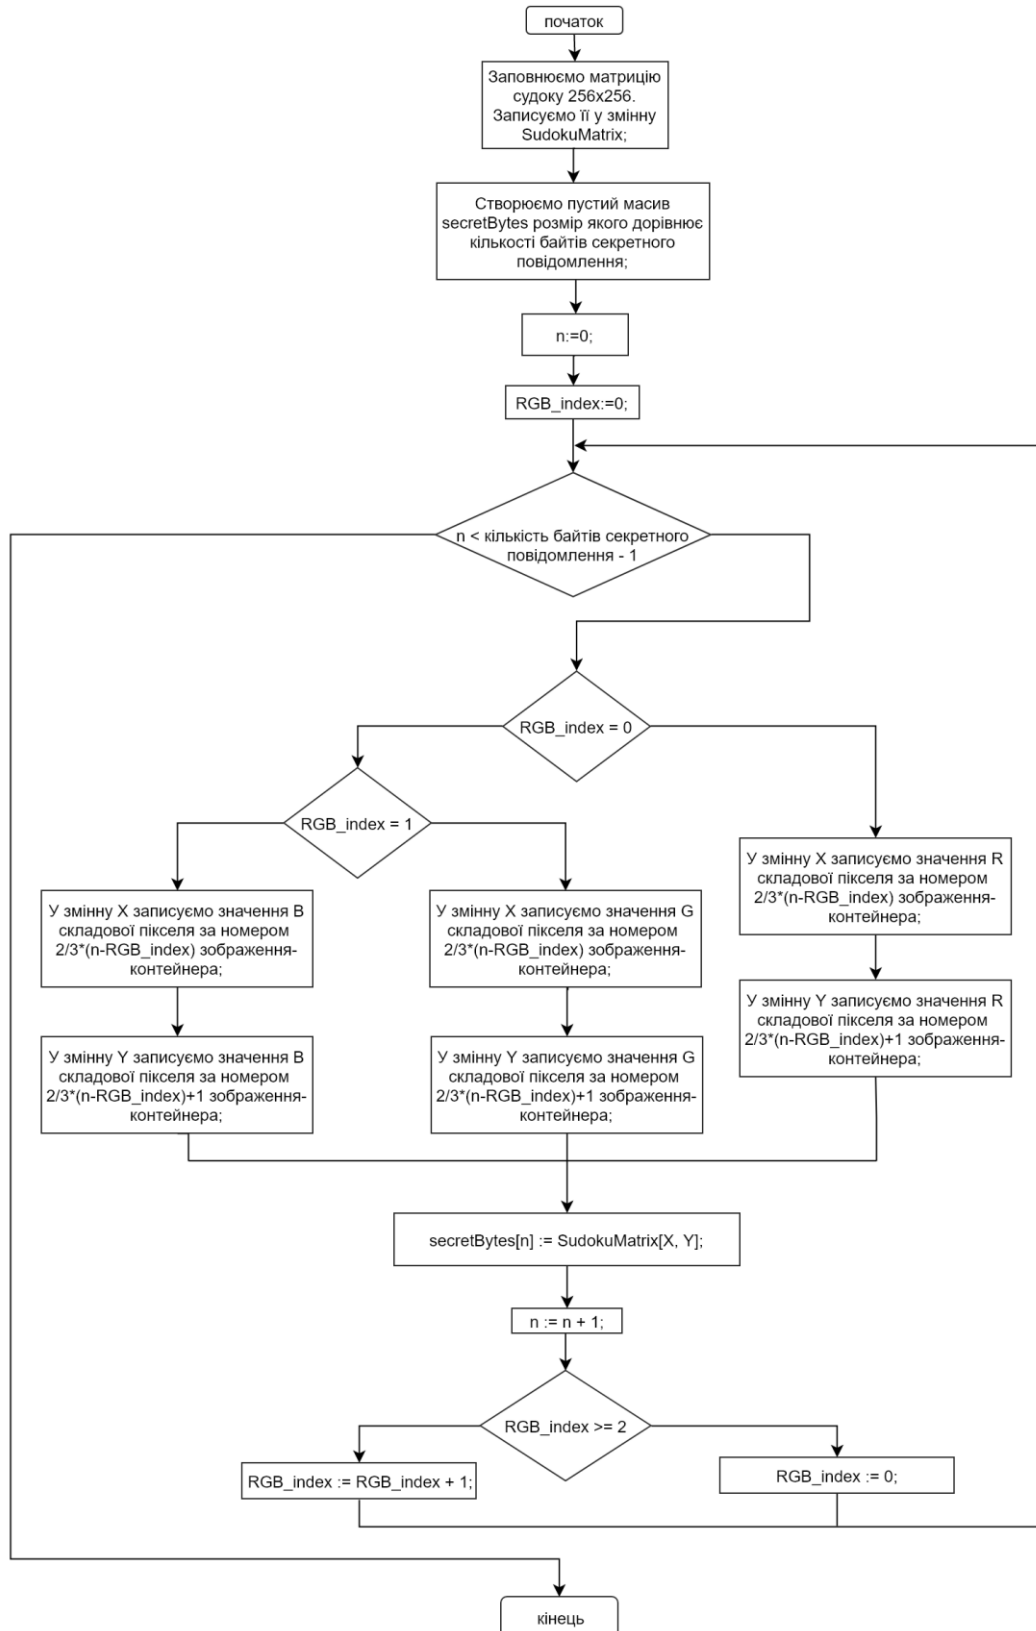 початок
Заповнюємо матрицію
судоку 256x256.
Записуємо її у змінну
SudokuMatrix;
Створюємо пустий масив
secretBytes розмір якого дорівнює
кількості байтів секретного
повідомлення;
n:=0;
RGB_index:=0;
n < кількість байтів секретного
повідомлення - 1
RGB_index = 0
RGB_index = 1
У змінну X записуємо значення B
складової пікселя за номером
2/3*(n-RGB_index) зображення-
контейнера;
У змінну X записуємо значення G
складової пікселя за номером
2/3*(n-RGB_index) зображення-
контейнера;
У змінну X записуємо значення R
складової пікселя за номером
2/3*(n-RGB_index) зображення-
контейнера;
У змінну Y записуємо значення B
складової пікселя за номером
2/3*(n-RGB_index)+1 зображення-
контейнера;
У змінну Y записуємо значення G
складової пікселя за номером
2/3*(n-RGB_index)+1 зображення-
контейнера;
У змінну Y записуємо значення R
складової пікселя за номером
2/3*(n-RGB_index)+1 зображення-
контейнера;
secretBytes[n] := SudokuMatrix[X, Y];
n := n + 1;
RGB_index >= 2
RGB_index := RGB_index + 1;
RGB_index := 0;
кінець